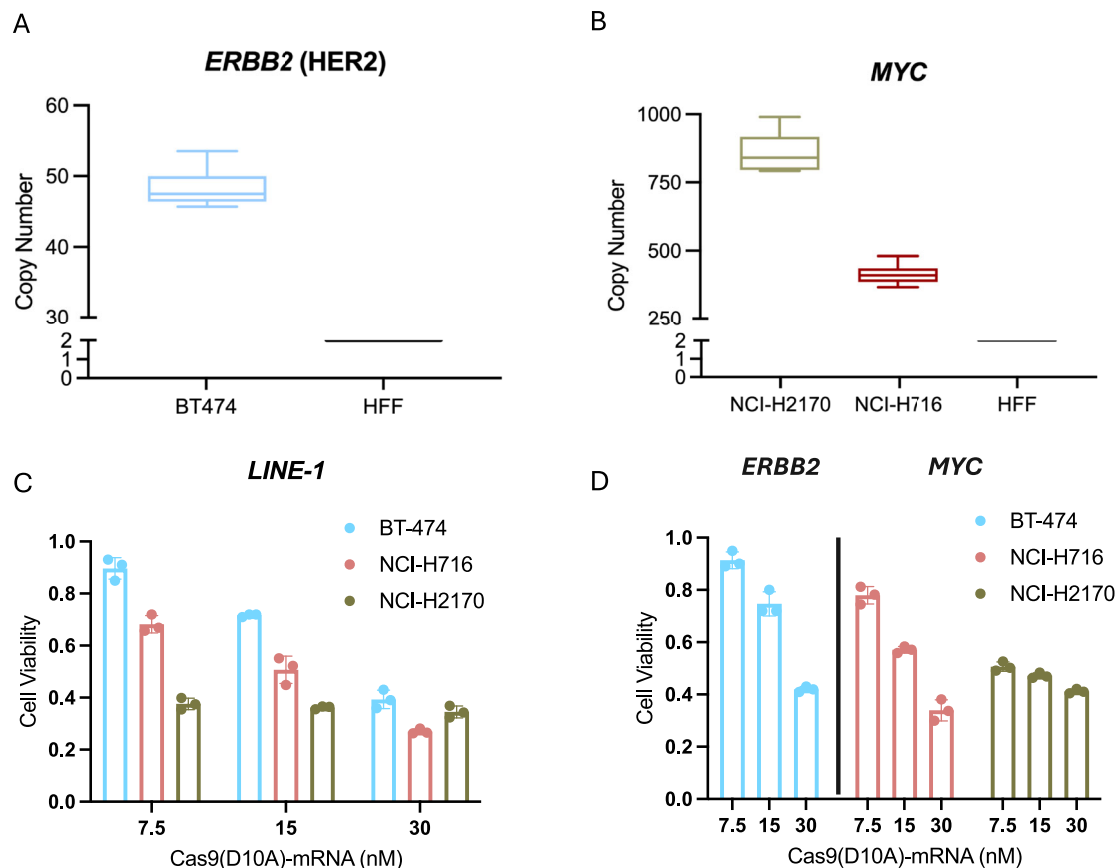 A
ERBB2 (HER2)
Copy Number
60
50
40
30
2
1
0
BT474
HFF
B
MYC
Copy Number
1000
750
500
250
2
1
0
NCI-H2170
NCI-H716
HFF
C
LINE-1
BT-474
NCI-H716
NCI-H2170
Cell Viability
1.0
0.8
0.6
0.4
0.2
0.0
7.5
15
30
Cas9(D10A)-mRNA (nM)
D
ERBB2
MYC
BT-474
NCI-H716
NCI-H2170
Cell Viability
1.0
0.8
0.6
0.4
0.2
0.0
7.5 15 30 7.5 15 30 7.5 15 30
Cas9(D10A)-mRNA (nM)